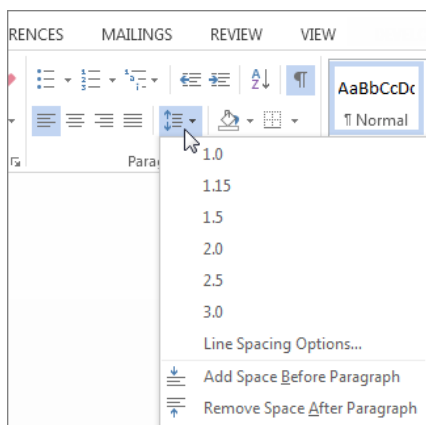 RENCES MAILINGS REVIEW VIEW
AaBbCcDc
¶ Normal
Para
1.0
1.15
1.5
2.0
2.5
3.0
Line Spacing Options...
Add Space Before Paragraph
Remove Space After Paragraph